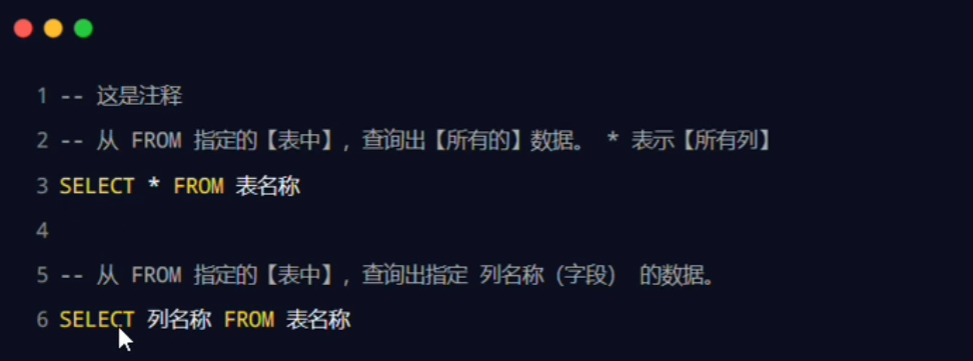 1 -- 这是注释
2 -- 从 FROM 指定的【表中】，查询出【所有的】数据。 * 表示【所有列】
3 SELECT * FROM 表名称
4
5 -- 从 FROM 指定的【表中】，查询出指定 列名称（字段） 的数据。
6 SELECT 列名称 FROM 表名称